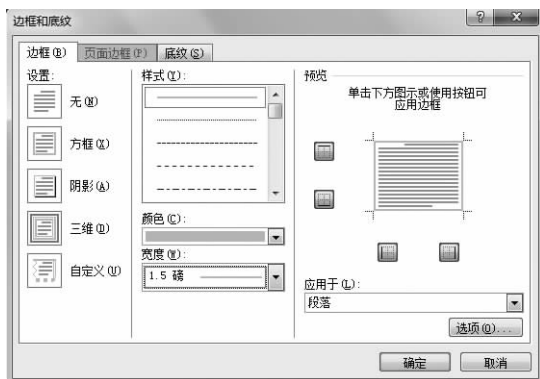 边框和底纹
边框(B)
页面边框(P)
底纹(S)
设置:
无(N)
方框(X)
阴影(A)
三维(D)
自定义(U)
样式(Y):
颜色(C):
宽度(W):
1.5 磅
预览
单击下方图示或使用按钮可
应用边框
应用于(L):
段落
选项(O)...
确定
取消